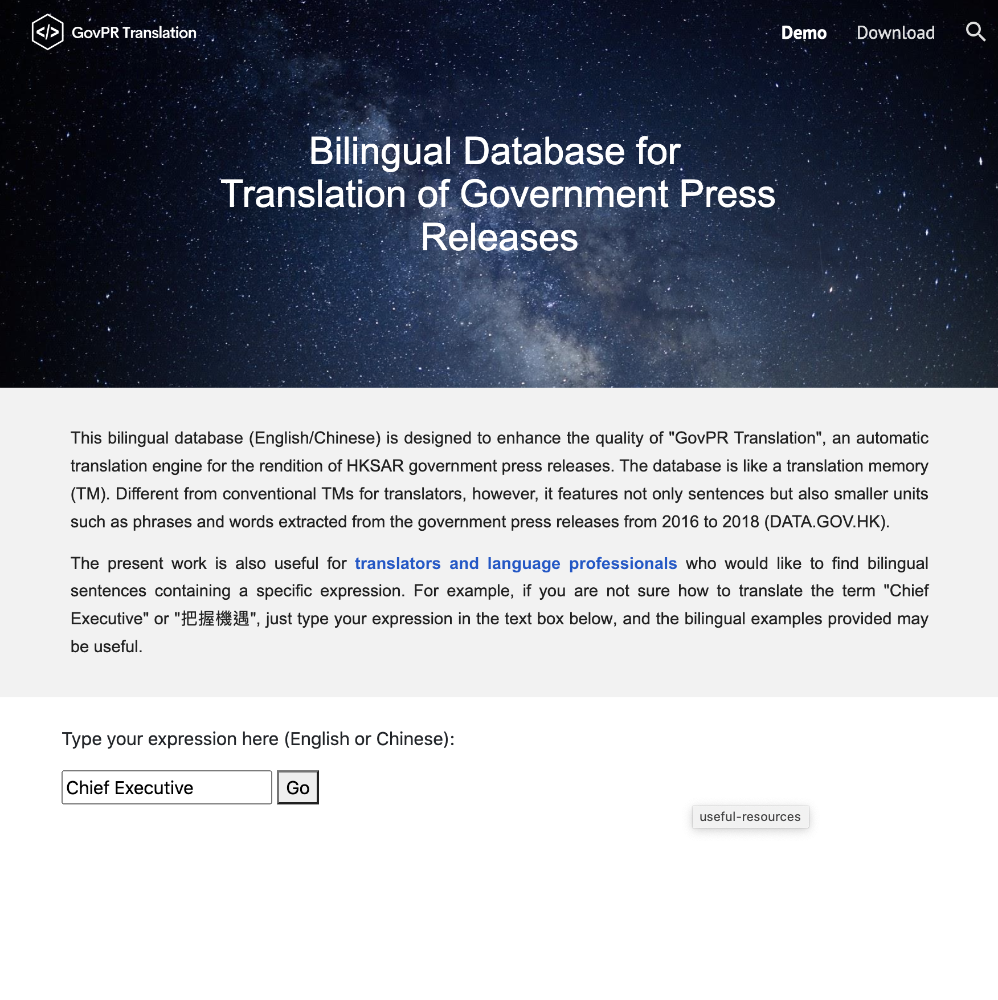 </> GovPR Translation
Demo
Download
Bilingual Database for
Translation of Government Press
Releases
This bilingual database (English/Chinese) is designed to enhance the quality of "GovPR Translation", an automatic
translation engine for the rendition of HKSAR government press releases. The database is like a translation memory
(TM). Different from conventional TMs for translators, however, it features not only sentences but also smaller units
such as phrases and words extracted from the government press releases from 2016 to 2018 (DATA.GOV.HK).
The present work is also useful for translators and language professionals who would like to find bilingual
sentences containing a specific expression. For example, if you are not sure how to translate the term "Chief
Executive" or "把握機遇", just type your expression in the text box below, and the bilingual examples provided may
be useful.
Type your expression here (English or Chinese):
Chief Executive
Go
useful-resources